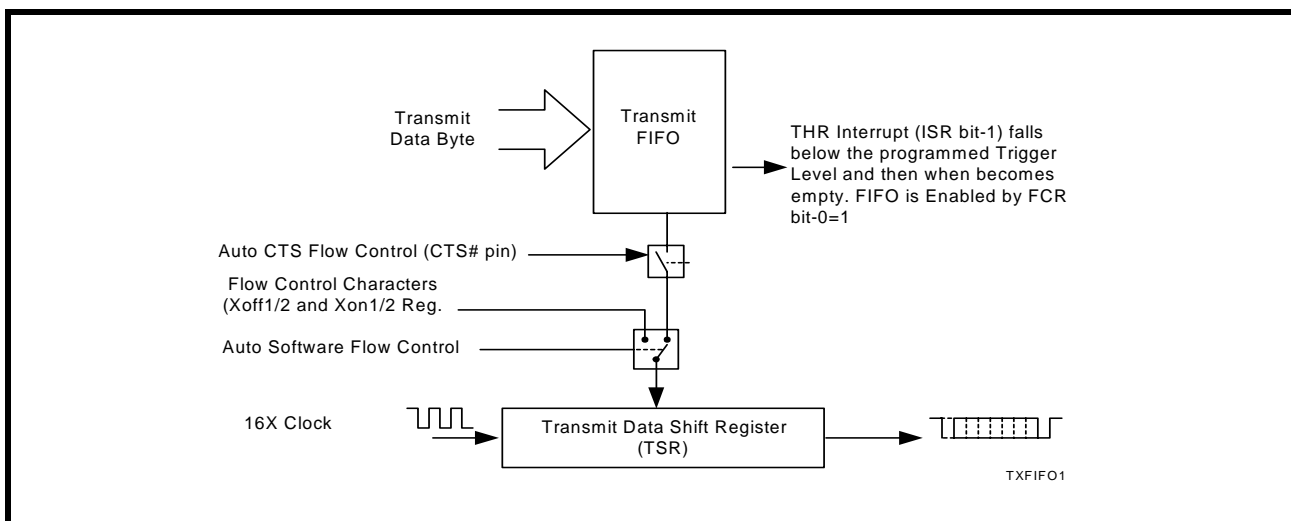 Transmit
Data Byte
Transmit
FIFO
THR Interrupt (ISR bit-1) falls
below the programmed Trigger
Level and then when becomes
empty. FIFO is Enabled by FCR
bit-0=1
Auto CTS Flow Control (CTS# pin)
Flow Control Characters
(Xoff1/2 and Xon1/2 Reg.
Auto Software Flow Control
16X Clock
Transmit Data Shift Register
(TSR)
TXFIFO1